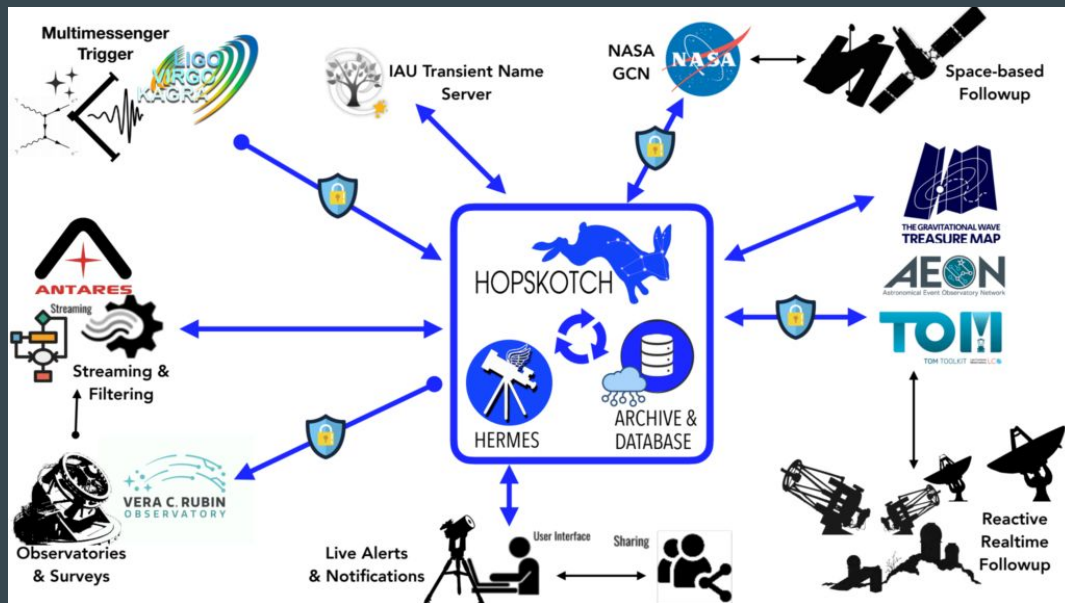 Multimessenger
Trigger
LIGO
VIRGO
KAGRA
IAU Transient Name
Server
NASA
GCN
NASA
Space-based
Followup
THE GRAVITATIONAL WAVE
TREASURE MAP
AEON
Astronomical Event Observatory Network
TOM
TOM TOOLKIT
ANTARES
Streaming
Streaming &
Filtering
HOPSKOTCH
HERMES
ARCHIVE &
DATABASE
VERA C. RUBIN
OBSERVATORY
Observatories
& Surveys
Live Alerts
& Notifications
User Interface
Sharing
Reactive
Realtime
Followup